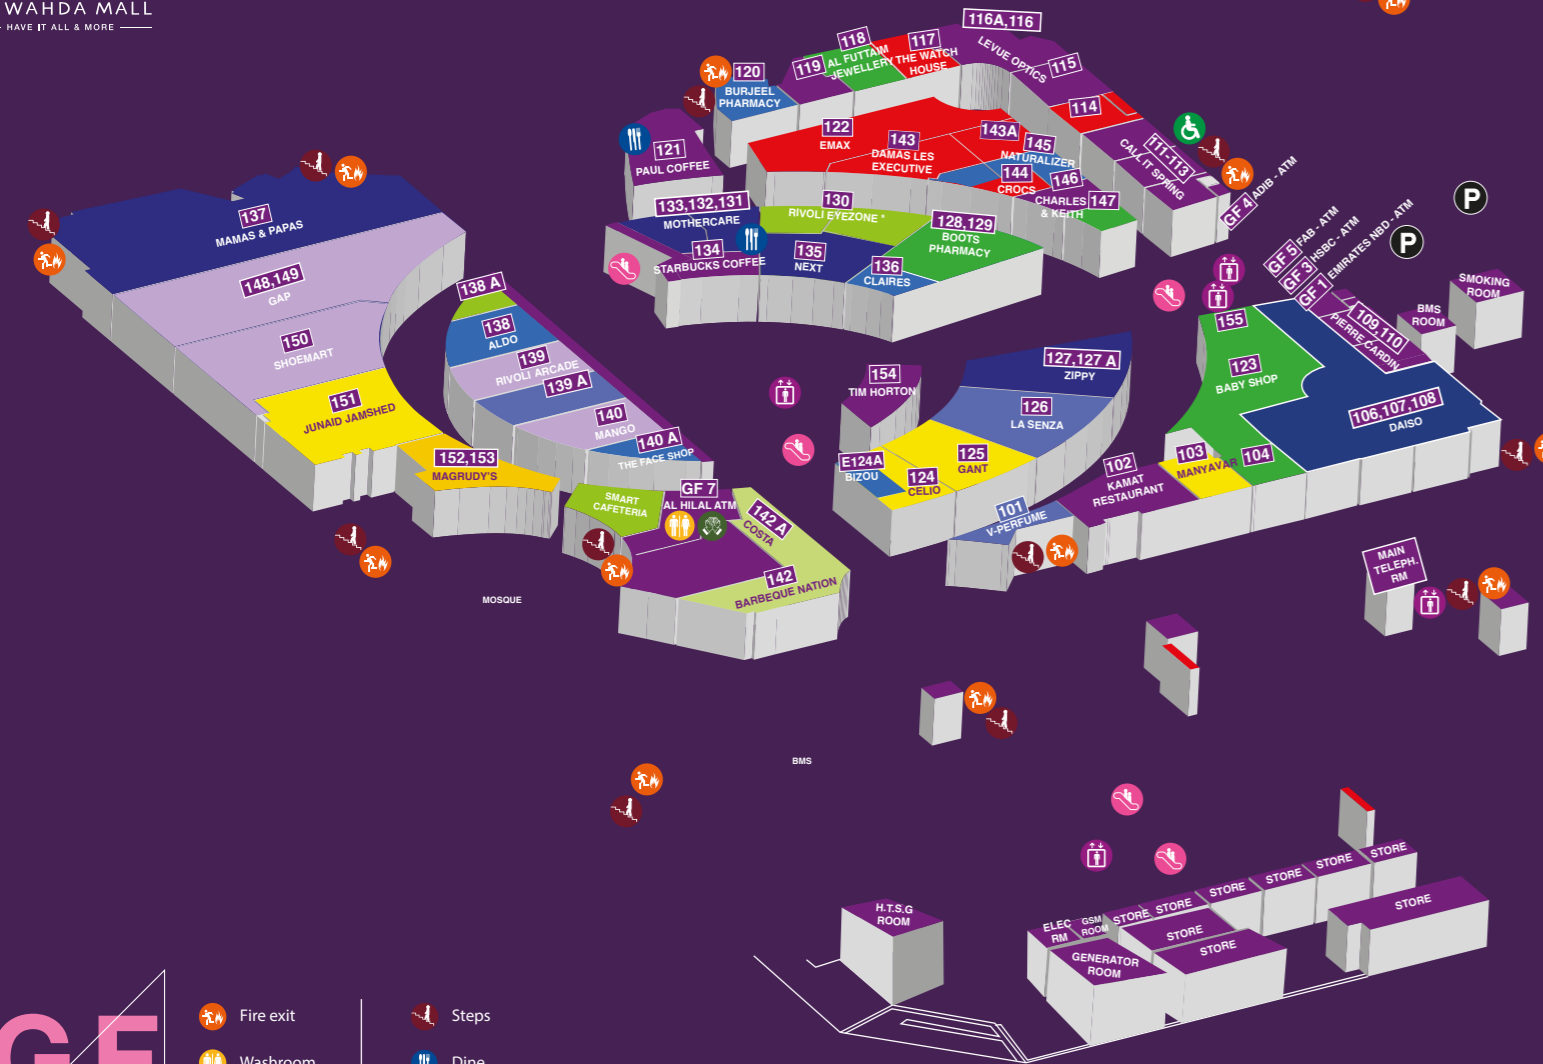 WAHDA MALL
HAVE IT ALL & MORE
116A,116
LEVUE OPTICS
117
THE WATCH
HOUSE
118
AL FUTTAIM
JEWELLERY
119
120
BURJEEL
PHARMACY
115
114
111-113
CALL IT SPRING
GF 4 ADIB - ATM
121
PAUL COFFEE
122
EMAX
143
DAMAS LES
EXECUTIVE
143A
145
NATURALIZER
144
CROCS
146
CHARLES
& KEITH
147
133,132,131
MOTHERCARE
130
RIVOLI EYEZONE *
128,129
BOOTS
PHARMACY
134
STARBUCKS COFFEE
135
NEXT
136
CLAIRES
137
MAMAS & PAPAS
148,149
GAP
150
SHOEMART
151
JUNAID JAMSHED
152,153
MAGRUDY'S
138 A
138
ALDO
139
RIVOLI ARCADE
139 A
140
MANGO
140 A
THE FACE SHOP
SMART
CAFETERIA
GF 7
AL HILAL ATM
142 A
COSTA
142
BARBEQUE NATION
MOSQUE
BMS
154
TIM HORTON
127,127 A
ZIPPY
126
LA SENZA
125
GANT
E124A
BIZOU
124
CELIO
101
V-PERFUME
102
KAMAT
RESTAURANT
103
MANYAVAR
104
155
123
BABY SHOP
106,107,108
DAISO
109,110
PIERRE CARDIN
GF 5 FAB - ATM
GF 3 HSBC - ATM
GF 1 EMIRATES NBD - ATM
P
P
BMS
ROOM
SMOKING
ROOM
MAIN
TELEPH.
RM
H.T.S.G
ROOM
ELEC
RM
GSM
ROOM
STORE
STORE
STORE
STORE
STORE
STORE
STORE
STORE
STORE
GENERATOR
ROOM
GF
Fire exit
Steps
Washroom
Dine